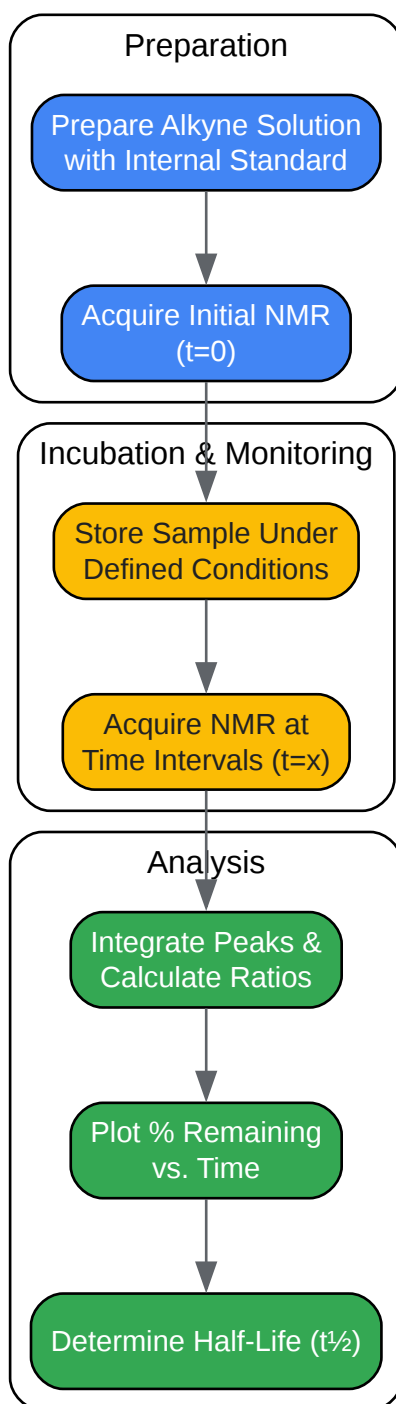 Preparation
Prepare Alkyne Solution
with Internal Standard
Acquire Initial NMR
(t=0)
Incubation & Monitoring
Store Sample Under
Defined Conditions
Acquire NMR at
Time Intervals (t=x)
Analysis
Integrate Peaks &
Calculate Ratios
Plot % Remaining
vs. Time
Determine Half-Life (t½)